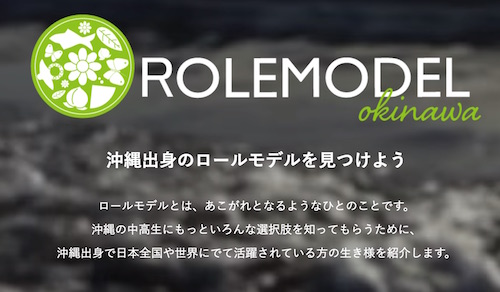 ROLEMODEL
okinawa
沖縄出身のロールモデルを見つけよう
ロールモデルとは、あこがれとなるようなひとのことです。
沖縄の中高生にもっといろんな選択肢を知ってもらうために、
沖縄出身で日本全国や世界にでて活躍されている方の生き様を紹介します。